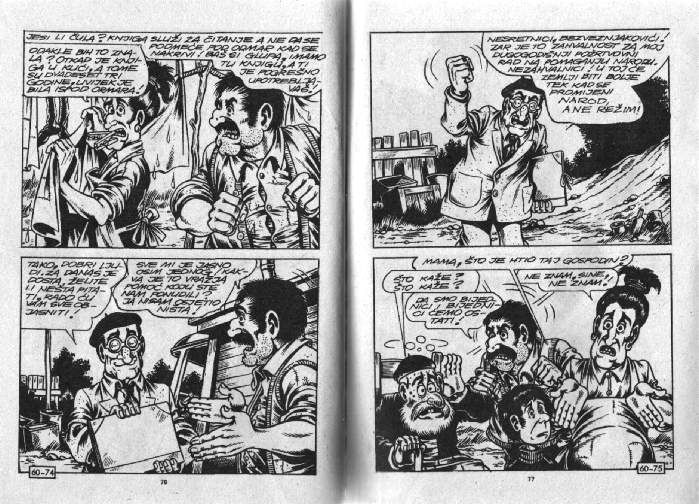 JESI LI ČULA? KNJIGA SLUŽI ZA ČITANJE A NE DA SE
PODMEĆE POD ORMAR KAD SE
NAKRIVI! BAŠ SI GLUPA, IMAMO
TU KNJIGU, A TI
JE POGREŠNO
UPOTREBLJA-
VAŠ.
ODAKLE BIH TO ZNA-
LA? OTKAD JE KNJI-
GA U KUĆI, A TOME
SU DVADESET TRI
GODINE, UVIJEK JE
BILA ISPOD ORMARA!
TAKO, DOBRI LJU-
DI, ZA DANAS JE
DOSTA, ŽELITE
LI NEŠTO PITA-
TI, RADO ĆU
VAM SVE OB-
JASNITI!
SVE MI JE JASNO
OSIM JEDNOG, KAK-
VA JE TO VRAŽJA
POMOĆ KOJU STE
NAM PONUDILI?
JA NISAM OSJETIO
NIŠTA!
60-74
76
NESRETNICI, BEZVEZNJAKOVIĆI!
ZAR JE TO ZAHVALNOST ZA MOJ
DUGOGODIŠNJI POŽRTVOVNI
RAD NA POMAGANJU NARODU.
NEZAHVALNICI! U TOJ ĆE
ZEMLJI BITI BOLJE
TEK KAD SE
PROMIJENI
NAROD,
A NE REŽIM!
MAMA, ŠTO JE HTIO TAJ GOSPODIN?
ŠTO KAŽE?
ŠTO KAŽE?
DA SMO BIJED-
NICI I BIJEDNI-
CI ĆEMO OS-
TATI!
NE ZNAM, SINE,
NE ZNAM!
77
60-75